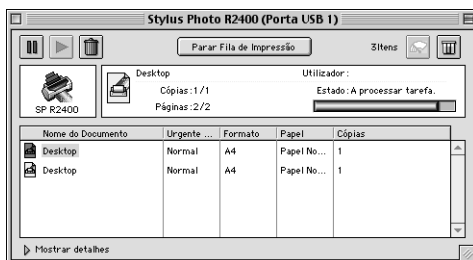 Stylus Photo R2400 (Porta USB 1)
Parar Fila de Impressão
3Itens
SP R2400
Desktop
Utilizador:
Cópias:1/1
Estado:A processar tarefa.
Páginas:2/2
Nome do Documento Urgente ... Formato Papel Cópias
Desktop Normal A4 Papel No... 1
Desktop Normal A4 Papel No... 1
Mostrar detalhes